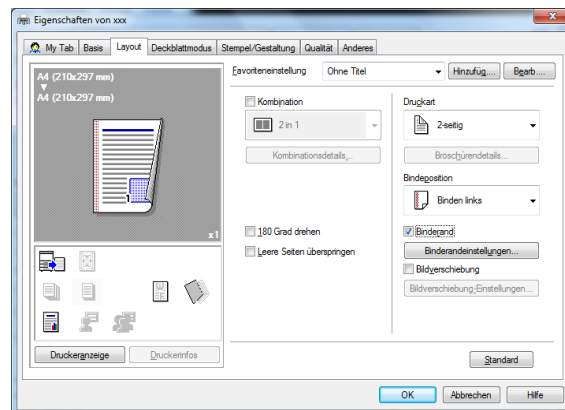 Eigenschaften von xxx
My Tab Basis Layout Deckblattmodus Stempel/Gestaltung Qualität Anderes
A4 (210x297 mm)
A4 (210x297 mm)
1
x1
Favoriteneinstellung Ohne Titel Hinzufüg.... Bearb....
Kombination
2 in 1
Kombinationsdetails...
180 Grad drehen
Leere Seiten überspringen
Druckart
2-seitig
Broschürendetails...
Bindeposition
Binden links
Binderand
Binderandeinstellungen...
Bildverschiebung
Bildverschiebung-Einstellungen...
Druckeranzeige Druckerinfos
Standard
OK Abbrechen Hilfe